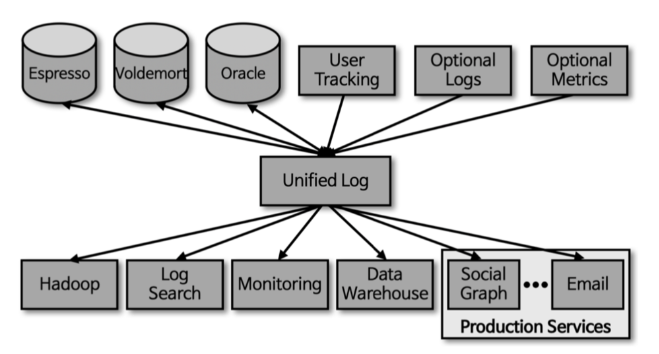 Espresso
Voldemort
Oracle
User
Tracking
Optional
Logs
Optional
Metrics
Unified Log
Hadoop
Log
Search
Monitoring
Data
Warehouse
Social
Graph
•••
Email
Production Services